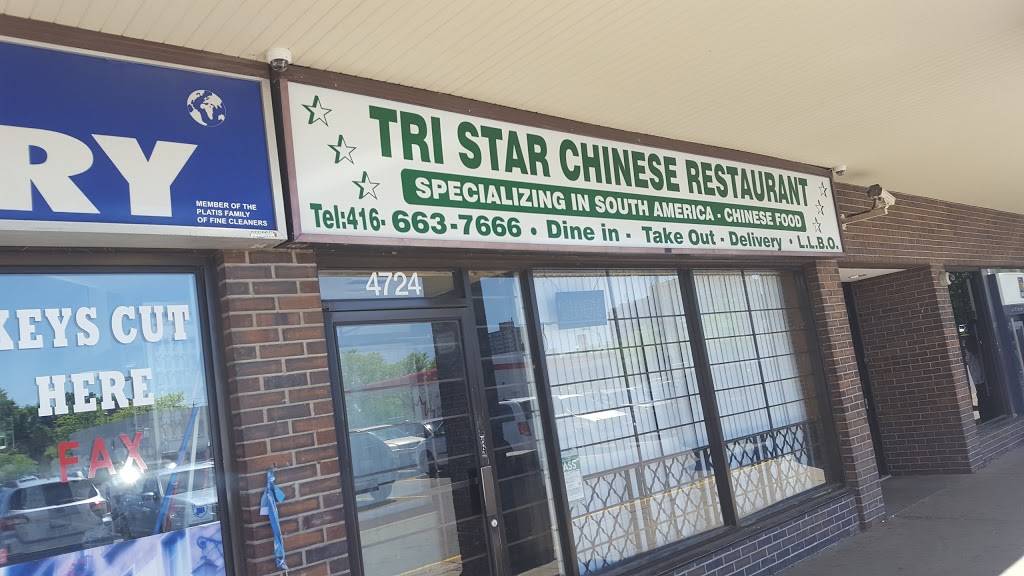 RY
MEMBER OF THE
PLATIS FAMILY
OF FINE CLEANERS
KEYS CUT
HERE
FAX
TRI STAR CHINESE RESTAURANT
SPECIALIZING IN SOUTH AMERICA - CHINESE FOOD
Tel:416-663-7666 • Dine in - Take Out - Delivery • L.L.B.O.
4724
PASS